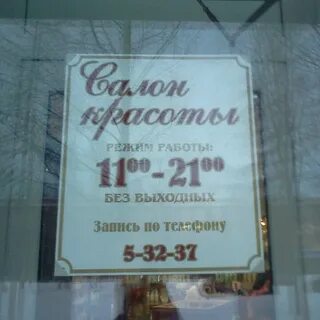 Салон
красоты
РЕЖИМ РАБОТЫ:
11⁰⁰-21⁰⁰
БЕЗ ВЫХОДНЫХ
Запись по телефону
5-32-37